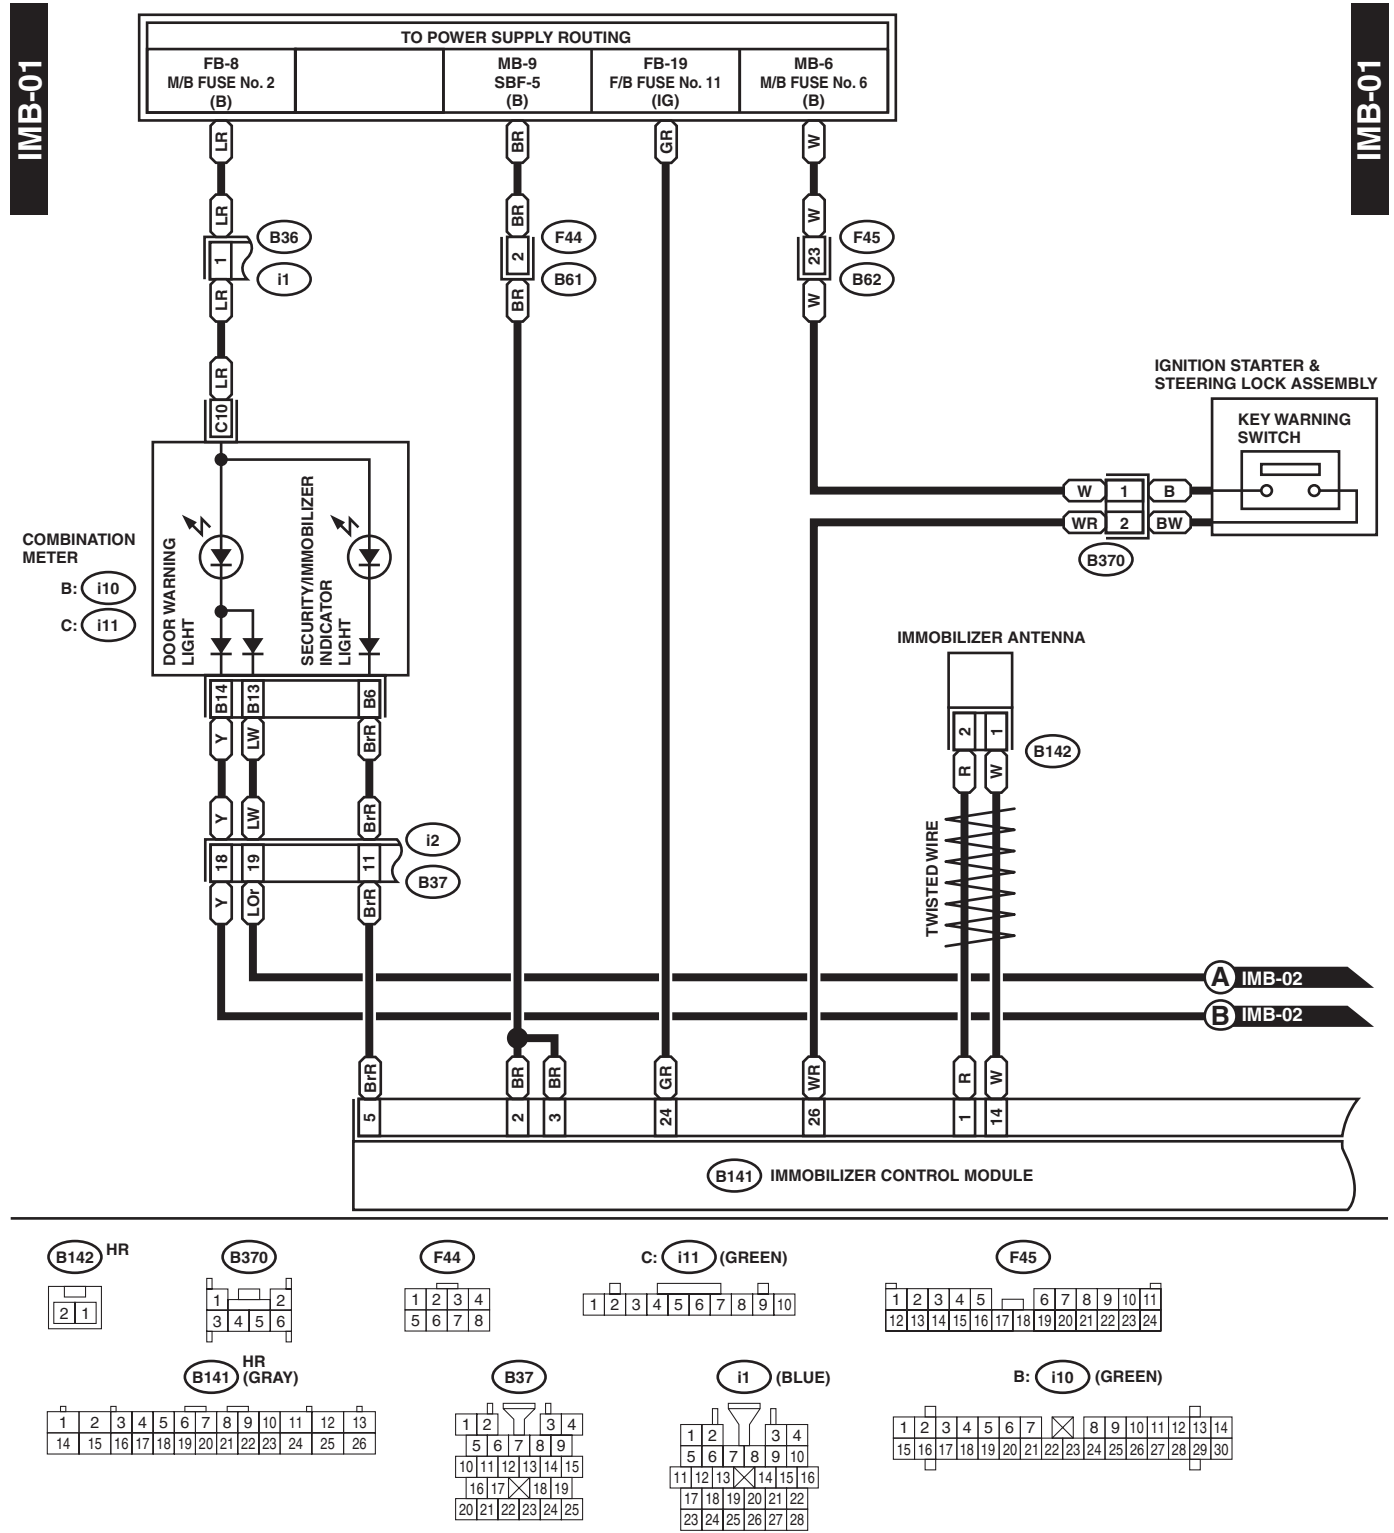 IMB-01
IMB-01
TO POWER SUPPLY ROUTING
FB-8
M/B FUSE No. 2
(B)
MB-9
SBF-5
(B)
FB-19
F/B FUSE No. 11
(IG)
MB-6
M/B FUSE No. 6
(B)
LR
BR
GR
W
LR
BR
W
1
B36
i1
2
F44
B61
23
F45
B62
LR
BR
W
LR
C10
IGNITION STARTER &
STEERING LOCK ASSEMBLY
KEY WARNING
SWITCH
W 1 B
WR 2 BW
B370
COMBINATION
METER
B: i10
C: i11
DOOR WARNING
LIGHT
SECURITY/IMMOBILIZER
INDICATOR
LIGHT
B14 B13 B6
Y LW BrR
Y LW BrR
18 19 11
i2
B37
Y LOr BrR
IMMOBILIZER ANTENNA
2 1
B142
R W
TWISTED WIRE
A IMB-02
B IMB-02
BrR BR BR GR WR R W
5 2 3 24 26 1 14
B141 IMMOBILIZER CONTROL MODULE
B142 HR
2 1
B370
1 2
3 4 5 6
F44
1 2 3 4
5 6 7 8
C: i11 (GREEN)
1 2 3 4 5 6 7 8 9 10
F45
1 2 3 4 5 6 7 8 9 10 11
12 13 14 15 16 17 18 19 20 21 22 23 24
B141 HR
(GRAY)
1 2 3 4 5 6 7 8 9 10 11 12 13
14 15 16 17 18 19 20 21 22 23 24 25 26
B37
1 2 3 4
5 6 7 8 9
10 11 12 13 14 15
16 17 18 19
20 21 22 23 24 25
i1 (BLUE)
1 2 3 4
5 6 7 8 9 10
11 12 13 14 15 16
17 18 19 20 21 22
23 24 25 26 27 28
B: i10 (GREEN)
1 2 3 4 5 6 7 8 9 10 11 12 13 14
15 16 17 18 19 20 21 22 23 24 25 26 27 28 29 30